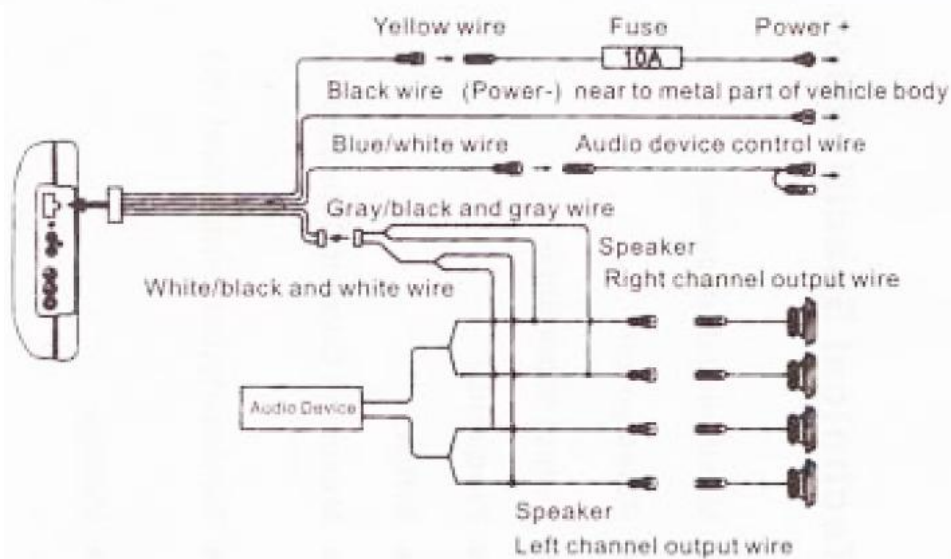 Yellow wire Fuse Power +
10A
Black wire (Power-) near to metal part of vehicle body
Blue/white wire Audio device control wire
Gray/black and gray wire
Speaker
Right channel output wire
White/black and white wire
Audio Device
Speaker
Left channel output wire